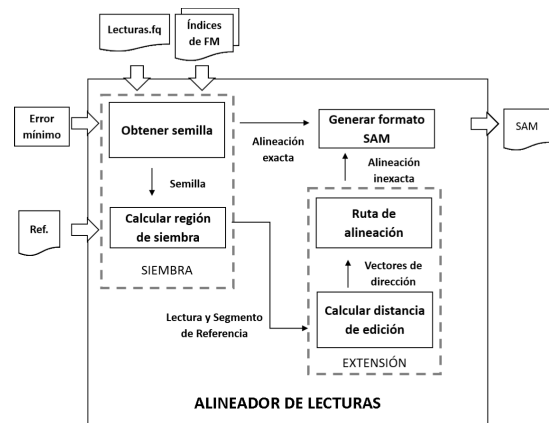 Lecturas.fq
Índices
de FM
Error
mínimo
Obtener semilla
Alineación
exacta
Generar formato
SAM
SAM
Semilla
Alineación
inexacta
Ref.
Calcular región
de siembra
SIEMBRA
Ruta de
alineación
Vectores de
dirección
Lectura y Segmento
de Referencia
Calcular distancia
de edición
EXTENSIÓN
ALINEADOR DE LECTURAS